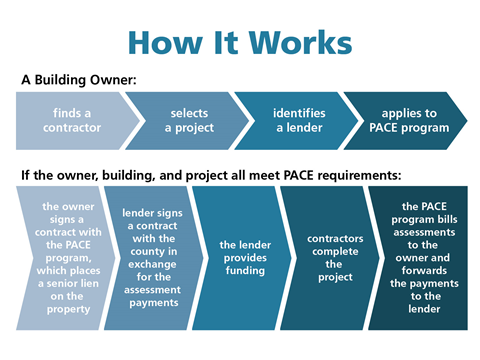 How It Works
A Building Owner:
finds a
contractor
selects
a project
identifies
a lender
applies to
PACE program
If the owner, building, and project all meet PACE requirements:
the owner
signs a
contract with
the PACE
program,
which places
a senior lien
on the
property
lender signs
a contract
with the
county in
exchange
for the
assessment
payments
the lender
provides
funding
contractors
complete
the
project
the PACE
program bills
assessments
to the
owner and
forwards
the payments
to the
lender